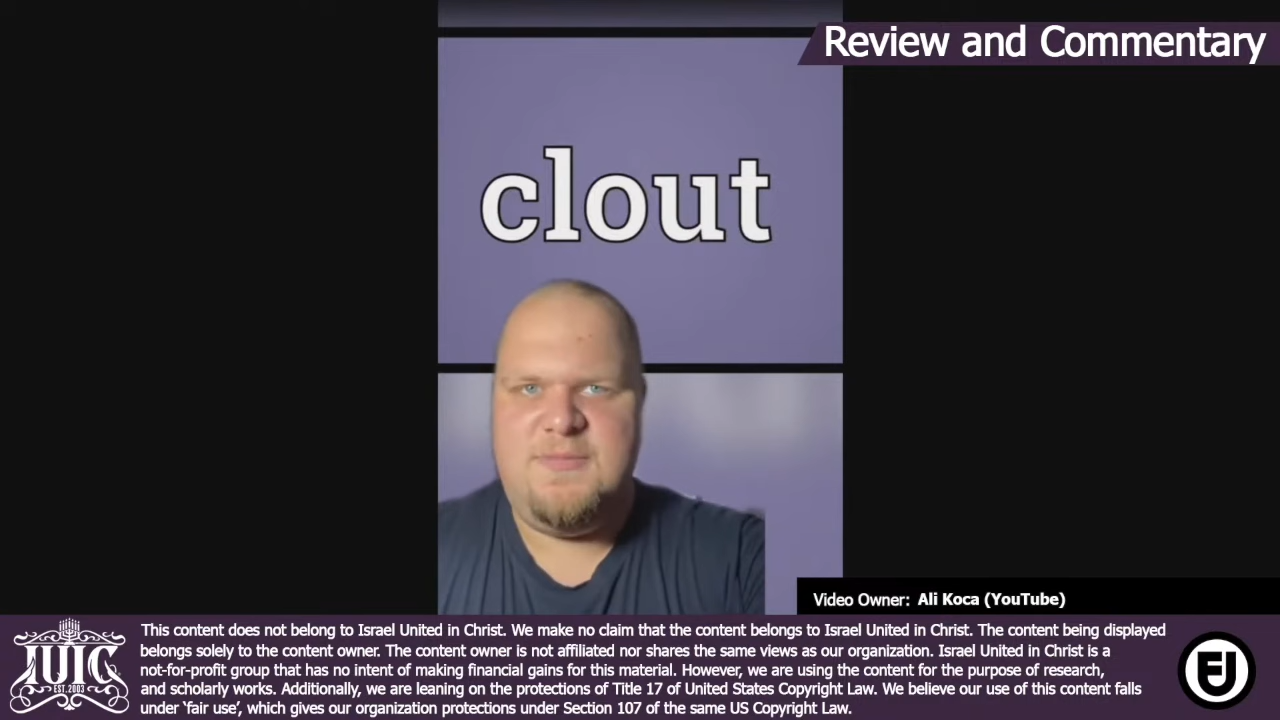 Review and Commentary
clout
Video Owner: Ali Koca (YouTube)
This content does not belong to Israel United in Christ. We make no claim that the content belongs to Israel United in Christ. The content being displayed
belongs solely to the content owner. The content owner is not affiliated nor shares the same views as our organization. Israel United in Christ is a
not-for-profit group that has no intent of making financial gains for this material. However, we are using the content for the purpose of research,
and scholarly works. Additionally, we are leaning on the protections of Title 17 of United States Copyright Law. We believe our use of this content falls
under ‘fair use’, which gives our organization protections under Section 107 of the same US Copyright Law.
IUIC
EST. 2003